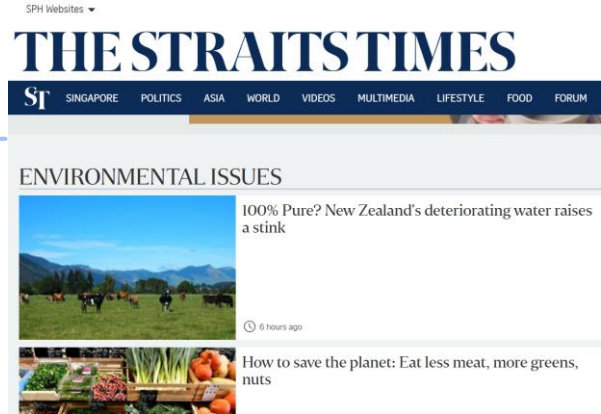 SPH Websites
THE STRAITS TIMES
ST SINGAPORE POLITICS ASIA WORLD VIDEOS MULTIMEDIA LIFESTYLE FOOD FORUM
ENVIRONMENTAL ISSUES
100% Pure? New Zealand's deteriorating water raises
a stink
6 hours ago
How to save the planet: Eat less meat, more greens,
nuts